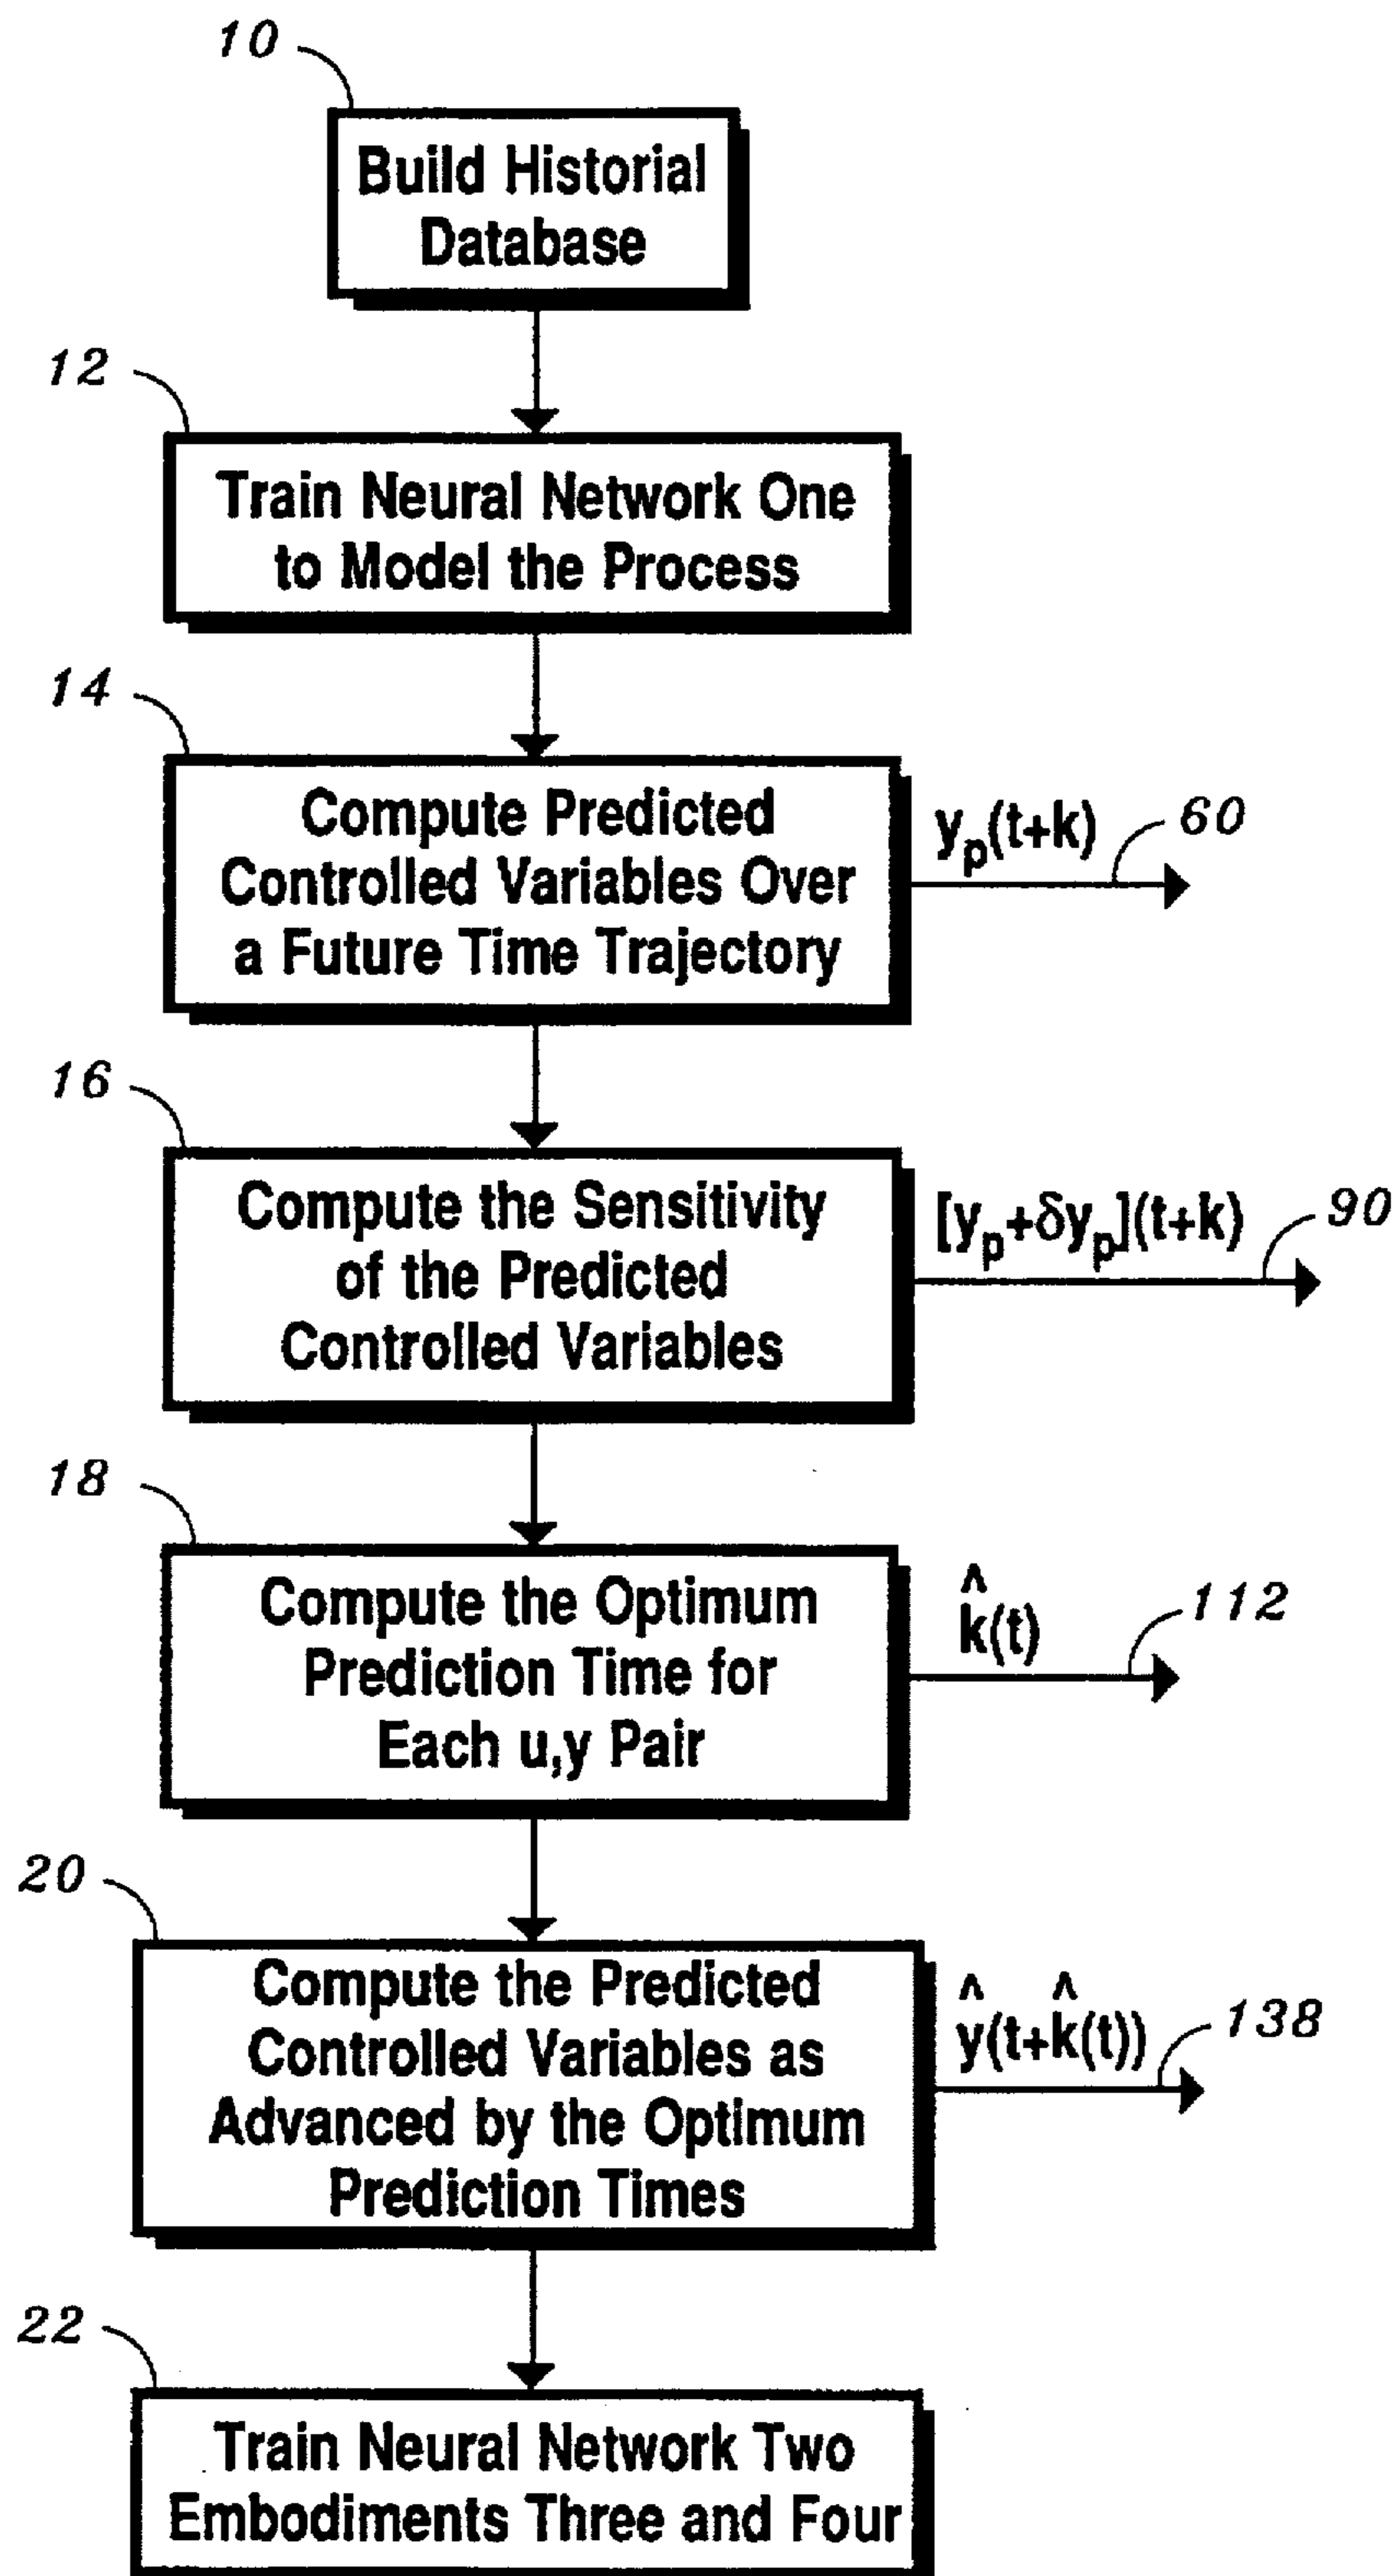 10
Build Historial
Database
12
Train Neural Network One
to Model the Process
14
Compute Predicted
Controlled Variables Over
a Future Time Trajectory
yp(t+k)
60
16
Compute the Sensitivity
of the Predicted
Controlled Variables
[yp+δyp](t+k)
90
18
Compute the Optimum
Prediction Time for
Each u,y Pair
k̂(t)
112
20
Compute the Predicted
Controlled Variables as
Advanced by the Optimum
Prediction Times
ŷ(t+k̂(t))
138
22
Train Neural Network Two
Embodiments Three and Four